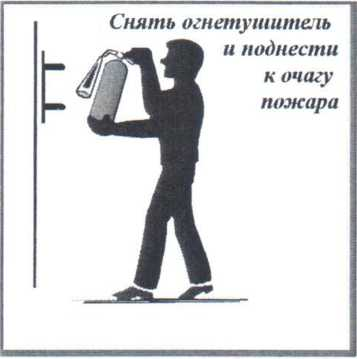 Снять огнетушитель
и поднести
к очагу
пожара